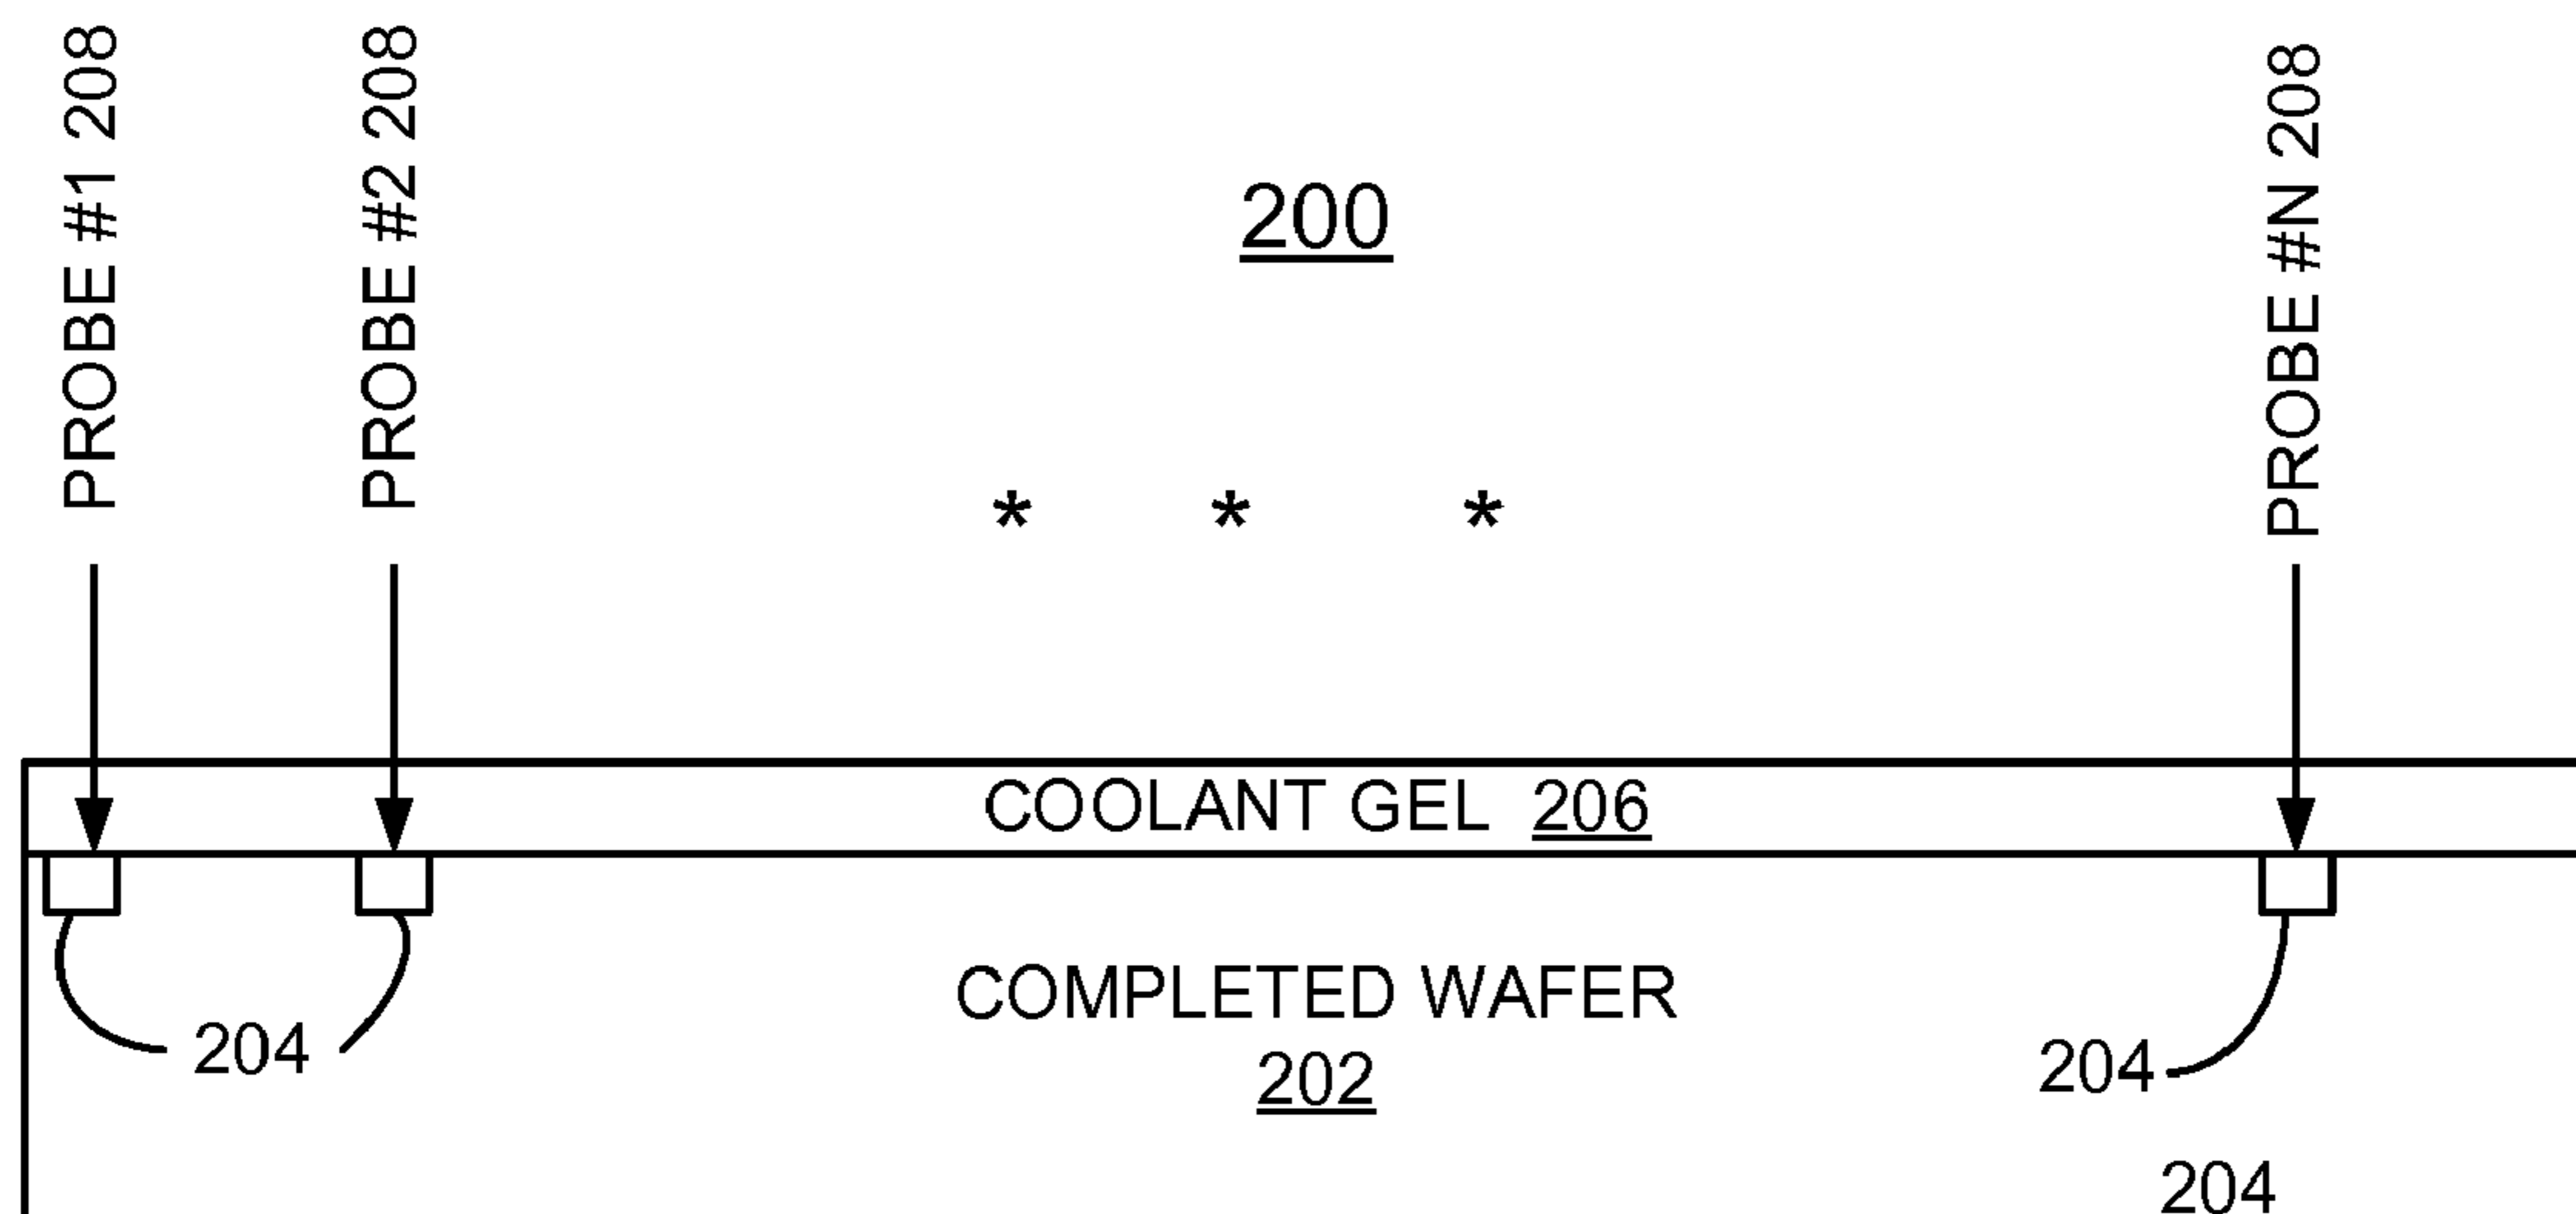 PROBE #1 208
PROBE #2 208
PROBE #N 208
200
* * *
COOLANT GEL 206
COMPLETED WAFER
202
204
204
204